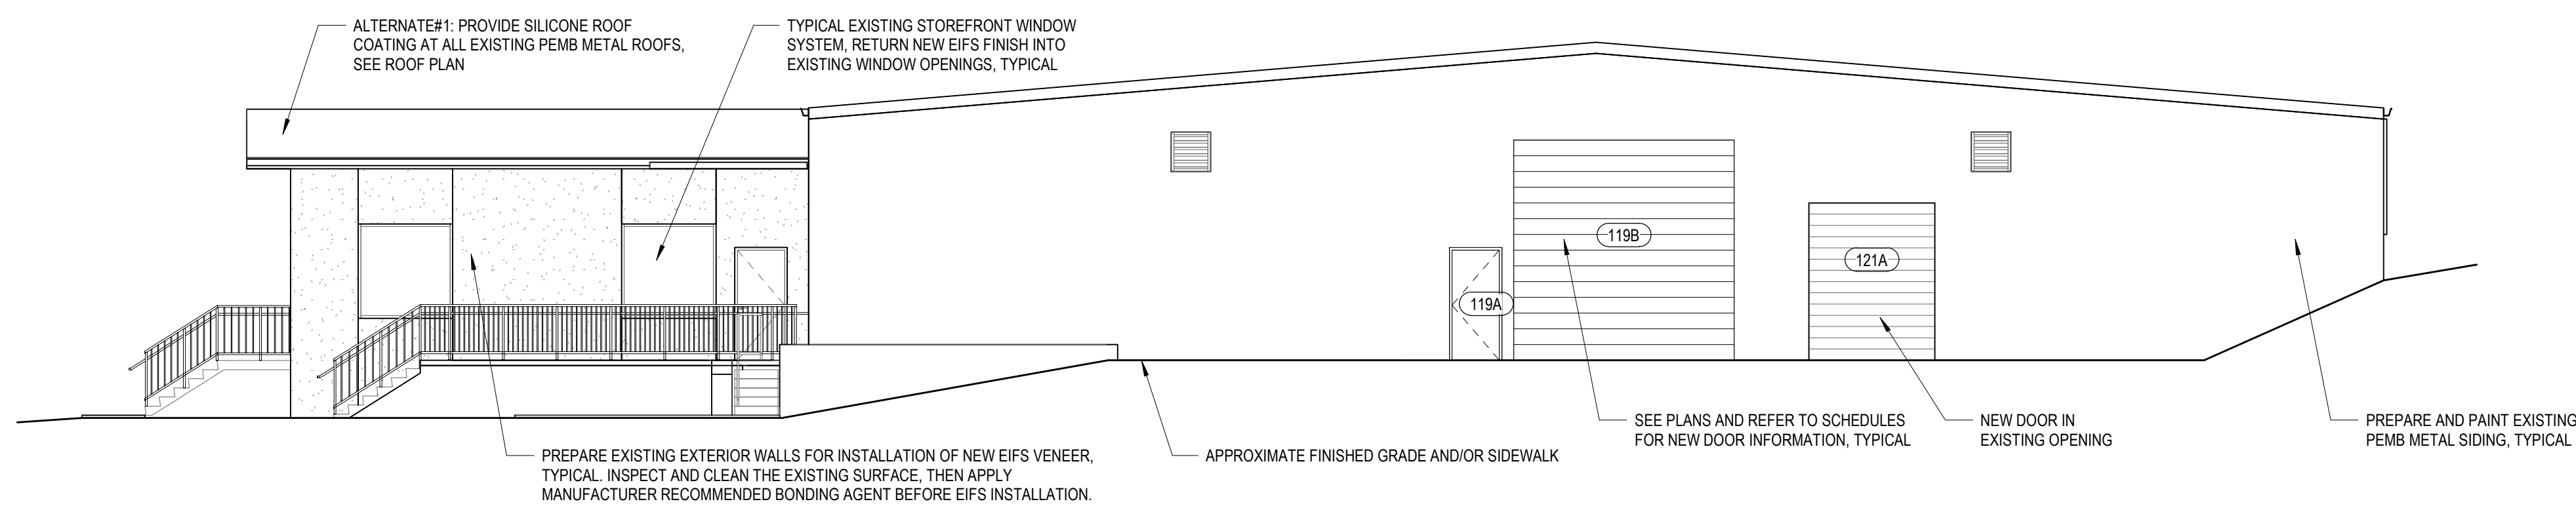 ALTERNATE#1: PROVIDE SILICONE ROOF
COATING AT ALL EXISTING PEMB METAL ROOFS,
SEE ROOF PLAN
TYPICAL EXISTING STOREFRONT WINDOW
SYSTEM, RETURN NEW EIFS FINISH INTO
EXISTING WINDOW OPENINGS, TYPICAL
119B
121A
119A
SEE PLANS AND REFER TO SCHEDULES
FOR NEW DOOR INFORMATION, TYPICAL
NEW DOOR IN
EXISTING OPENING
PREPARE AND PAINT EXISTING
PEMB METAL SIDING, TYPICAL
PREPARE EXISTING EXTERIOR WALLS FOR INSTALLATION OF NEW EIFS VENEER,
TYPICAL. INSPECT AND CLEAN THE EXISTING SURFACE, THEN APPLY
MANUFACTURER RECOMMENDED BONDING AGENT BEFORE EIFS INSTALLATION.
APPROXIMATE FINISHED GRADE AND/OR SIDEWALK